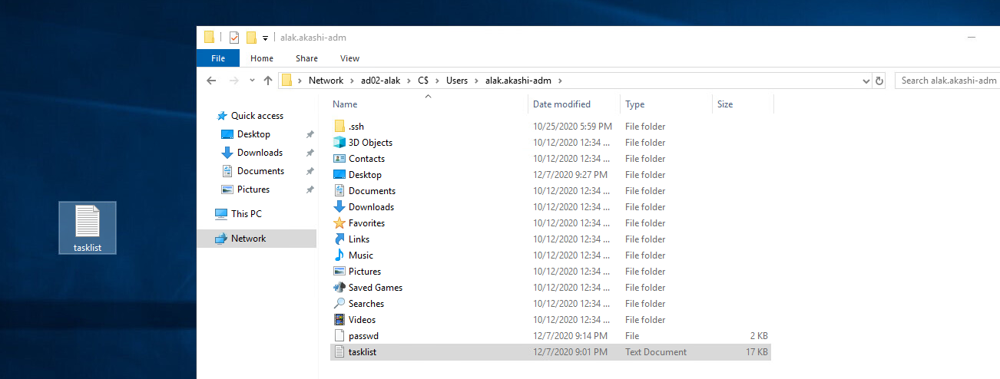 alak.akashi-adm
File Home Share View
Network ad02-alak C$ Users alak.akashi-adm Search alak.akashi-adm
Name Date modified Type Size
Quick access
Desktop
Downloads
Documents
Pictures
This PC
Network
.ssh 10/25/2020 5:59 PM File folder
3D Objects 10/12/2020 12:34 ... File folder
Contacts 10/12/2020 12:34 ... File folder
Desktop 12/7/2020 9:27 PM File folder
Documents 10/12/2020 12:34 ... File folder
Downloads 10/12/2020 12:34 ... File folder
Favorites 10/12/2020 12:34 ... File folder
Links 10/12/2020 12:34 ... File folder
Music 10/12/2020 12:34 ... File folder
Pictures 10/12/2020 12:34 ... File folder
Saved Games 10/12/2020 12:34 ... File folder
Searches 10/12/2020 12:34 ... File folder
Videos 10/12/2020 12:34 ... File folder
passwd 12/7/2020 9:14 PM File 2 KB
tasklist 12/7/2020 9:01 PM Text Document 17 KB
tasklist